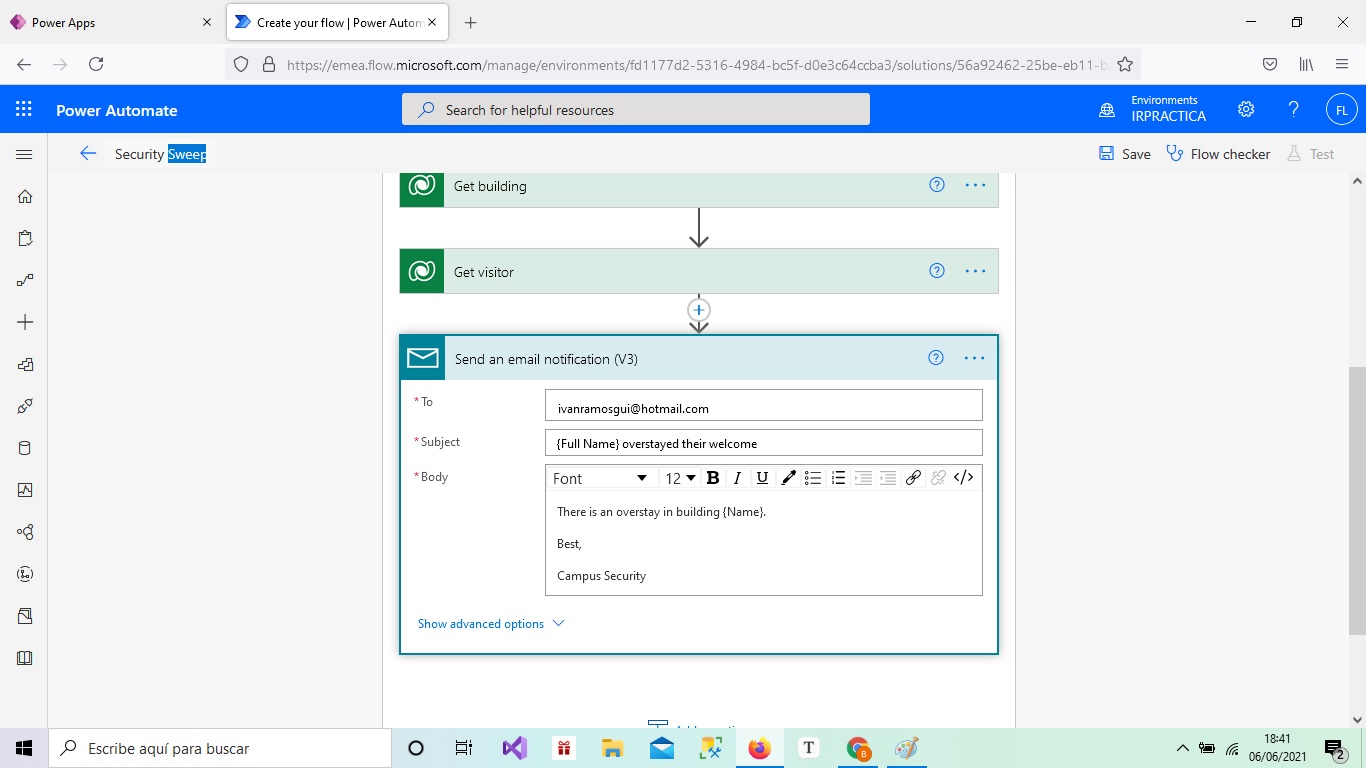 Power Apps
Create your flow | Power Autom
https://emea.flow.microsoft.com/manage/environments/fd1177d2-5316-4984-bc5f-d0e3c64ccba3/solutions/56a92462-25be-eb11-b
Power Automate
Search for helpful resources
Environments
IRPRACTICA
?
FL
Security Sweep
Save
Flow checker
Test
Get building
Get visitor
Send an email notification (V3)
* To
ivanramosgui@hotmail.com
* Subject
{Full Name} overstayed their welcome
* Body
Font 12 B I U </>
There is an overstay in building {Name}.
Best,
Campus Security
Show advanced options
Escribe aquí para buscar
T
B
18:41
06/06/2021
2